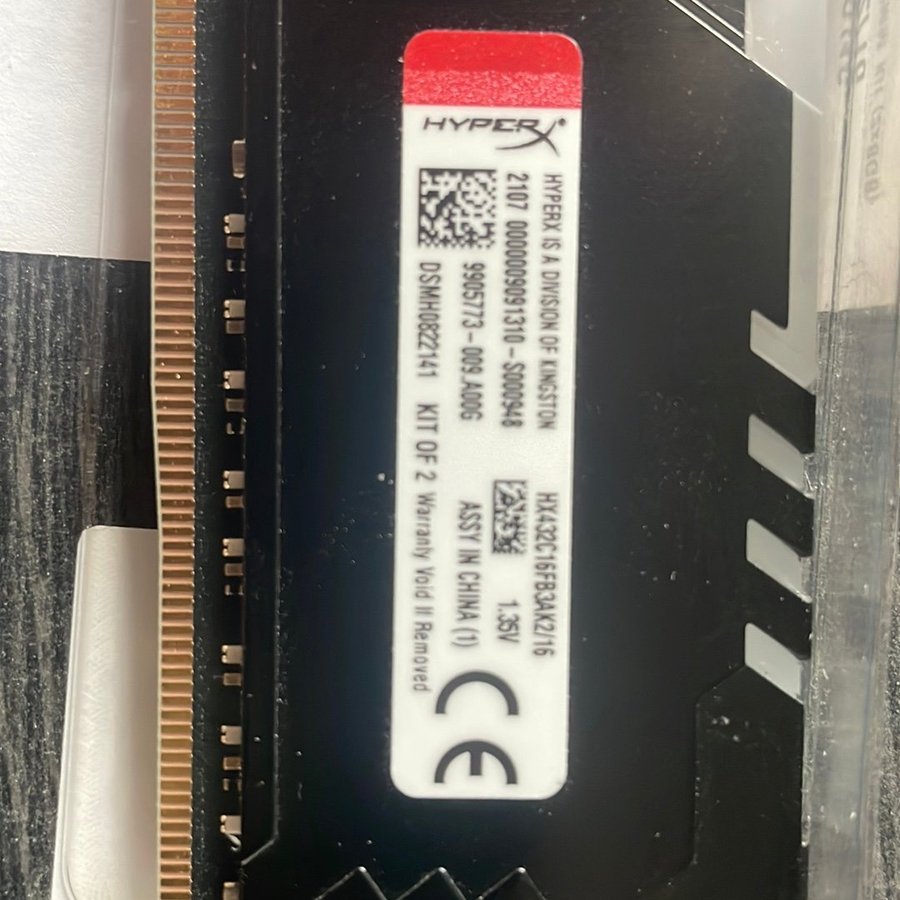 HYPERX
HYPERX IS A DIVISION OF KINGSTON
HX432C16FB3AK2/16
2107 0000009091310-S000948
1.35V
9905773-009.A00G
ASSY IN CHINA (1)
DSMH0822141 KIT OF 2 Warranty Void If Removed
CE